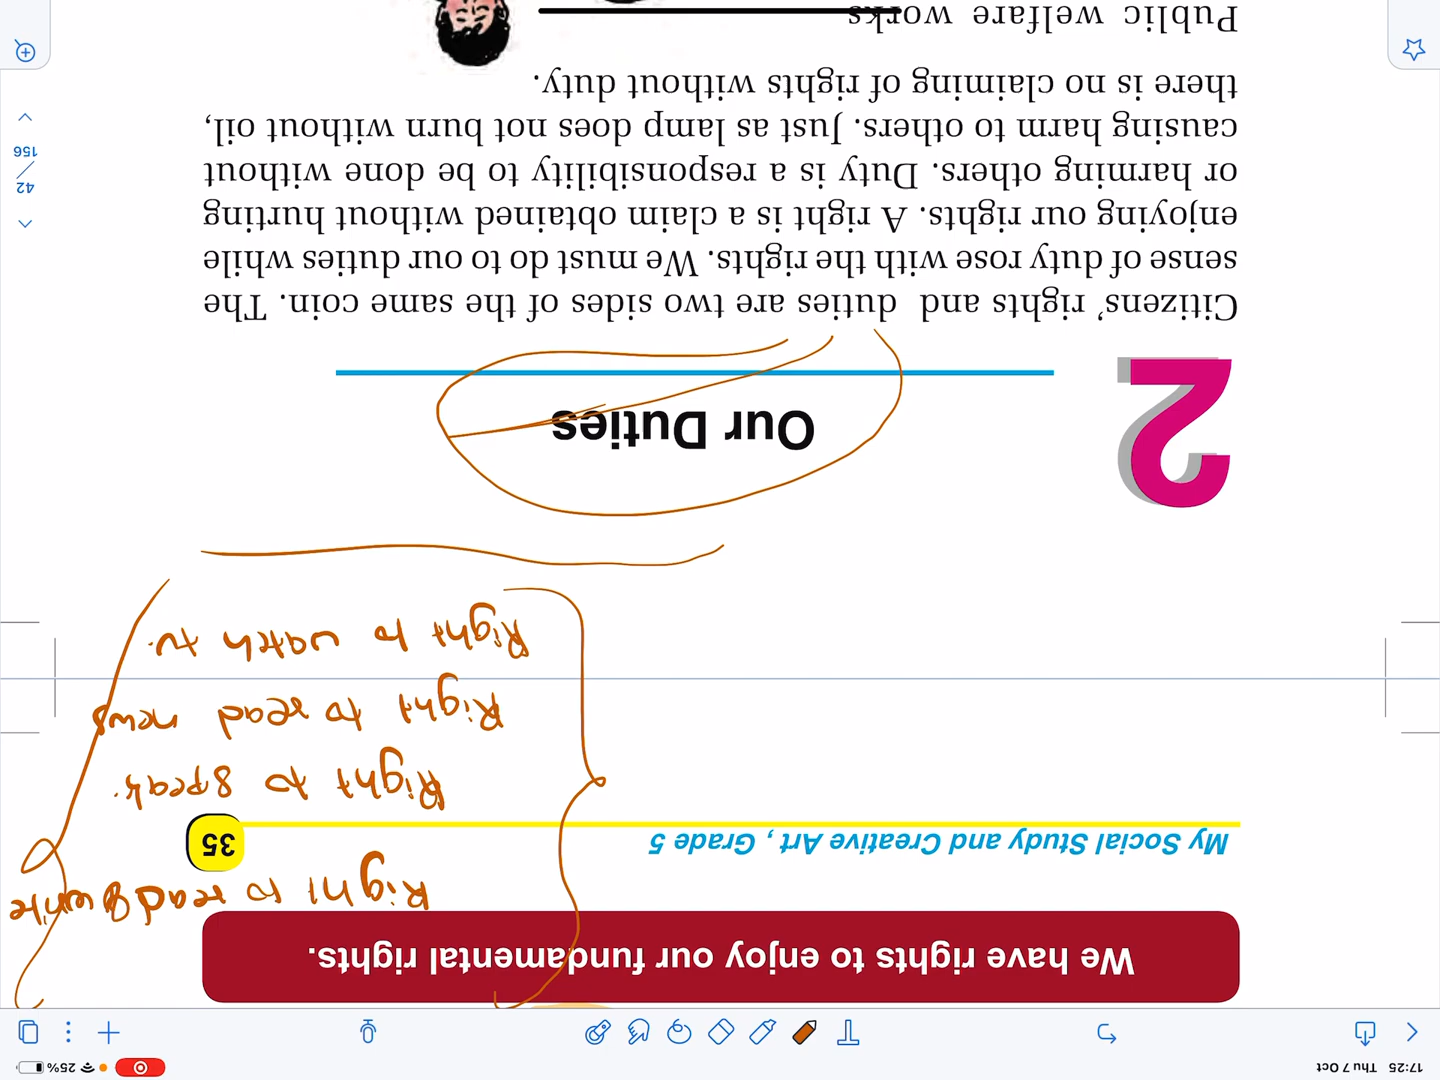 17:25 Thu 7 Oct
25%
We have rights to enjoy our fundamental rights.
Right to read & write
My Social Study and Creative Art , Grade 5
35
Right to speak.
Right to read news
Right to watch tv.
2
Our Duties
Citizens' rights and duties are two sides of the same coin. The
sense of duty rose with the rights. We must do to our duties while
enjoying our rights. A right is a claim obtained without hurting
or harming others. Duty is a responsibility to be done without
causing harm to others. Just as lamp does not burn without oil,
there is no claiming of rights without duty.
Public welfare works
42
/
156